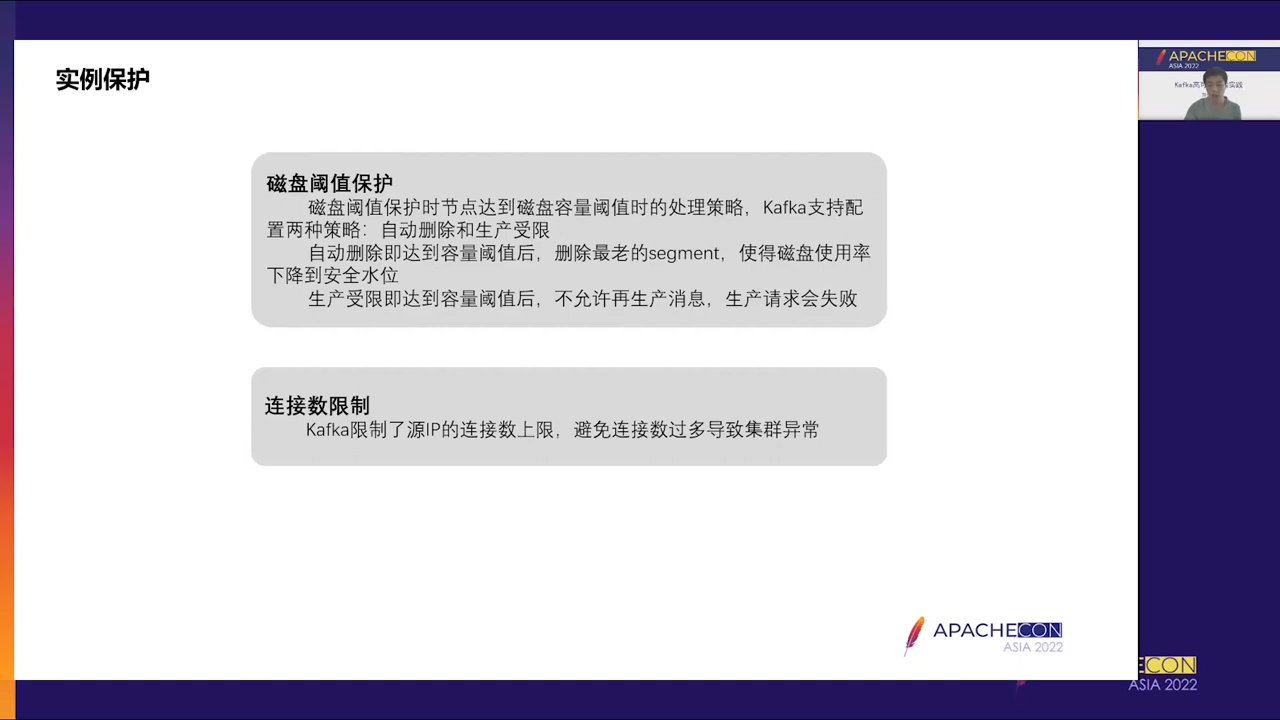 实例保护
磁盘阈值保护
磁盘阈值保护时节点达到磁盘容量阈值时的处理策略，Kafka支持配
置两种策略：自动删除和生产受限
自动删除即达到容量阈值后，删除最老的segment，使得磁盘使用率
下降到安全水位
生产受限即达到容量阈值后，不允许再生产消息，生产请求会失败
连接数限制
Kafka限制了源IP的连接数上限，避免连接数过多导致集群异常
APACHECON
ASIA 2022
APACHECON
ASIA 2022
Kafka高
实践
ECON
ASIA 2022